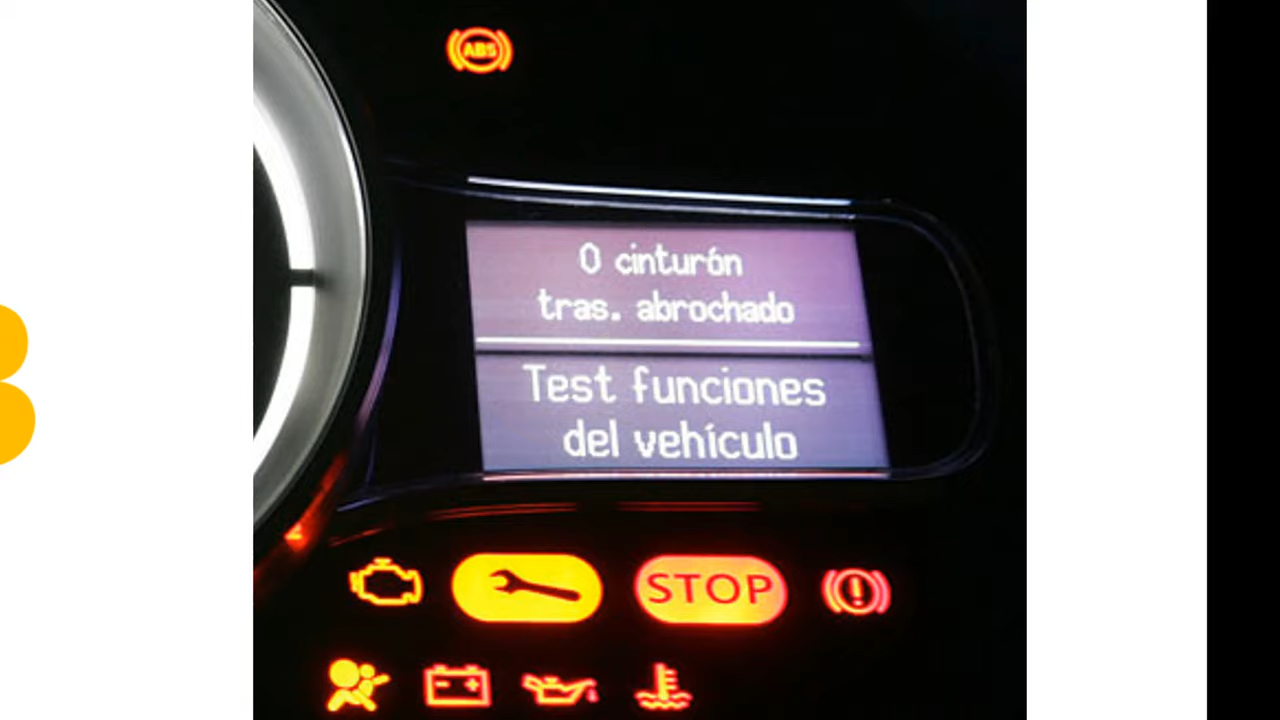 ABS
0 cinturón
tras. abrochado
Test funciones
del vehículo
STOP